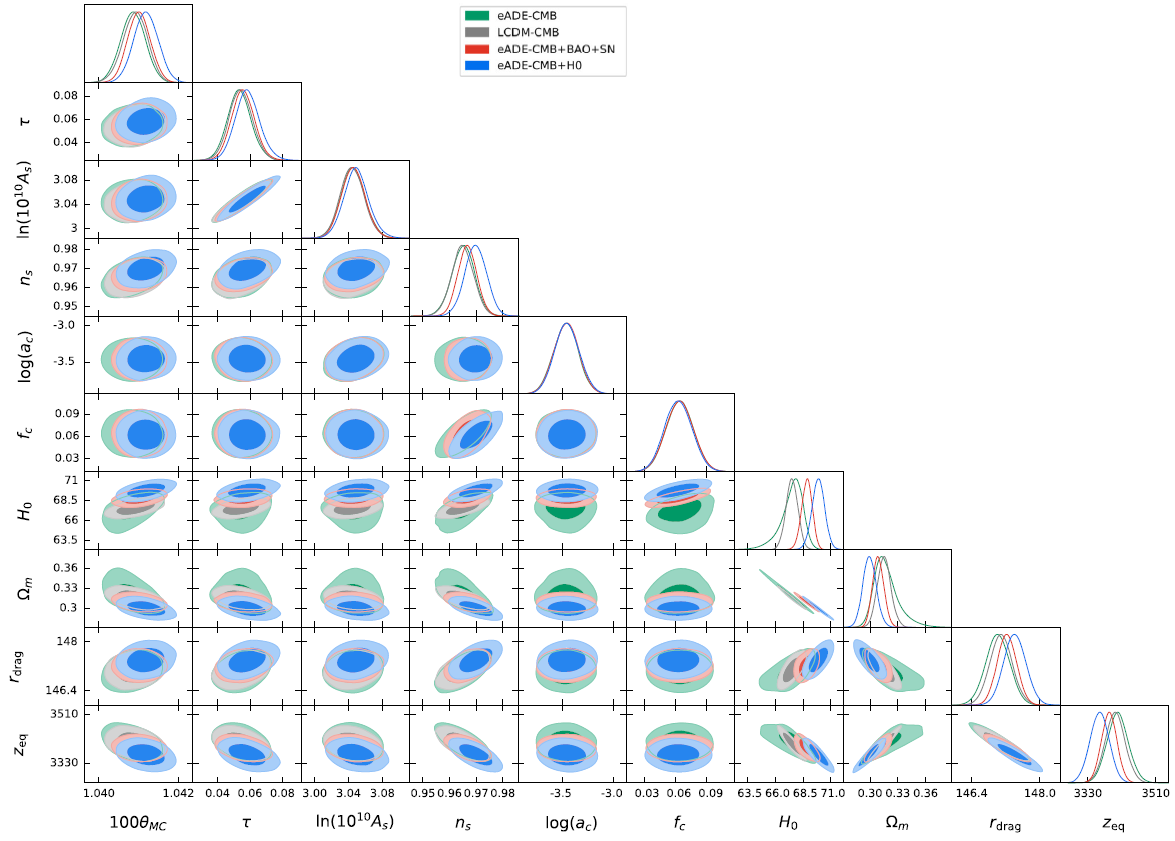 eADE-CMB
LCDM-CMB
eADE-CMB+BAO+SN
eADE-CMB+H0
τ
0.08
0.06
0.04
ln(10¹⁰A_s)
3.08
3.04
3
n_s
0.98
0.97
0.96
0.95
log(a_c)
-3.0
-3.5
f_c
0.09
0.06
0.03
H_0
71
68.5
66
63.5
Ω_m
0.36
0.33
0.3
r_drag
148
146.4
z_eq
3510
3330
1.040 1.042 0.04 0.06 0.08 3.00 3.04 3.08 0.95 0.96 0.97 0.98 -3.5 -3.0 0.03 0.06 0.09 63.5 66.0 68.5 71.0 0.30 0.33 0.36 146.4 148.0 3330 3510
100θ_MC τ ln(10¹⁰A_s) n_s log(a_c) f_c H_0 Ω_m r_drag z_eq